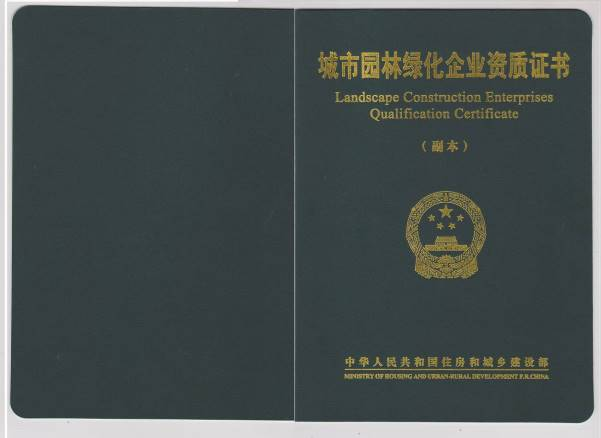 城市园林绿化企业资质证书
Landscape Construction Enterprises
Qualification Certificate
（副本）
中华人民共和国住房和城乡建设部
MINISTRY OF HOUSING AND URBAN-RURAL DEVELOPMENT P.R.CHINA